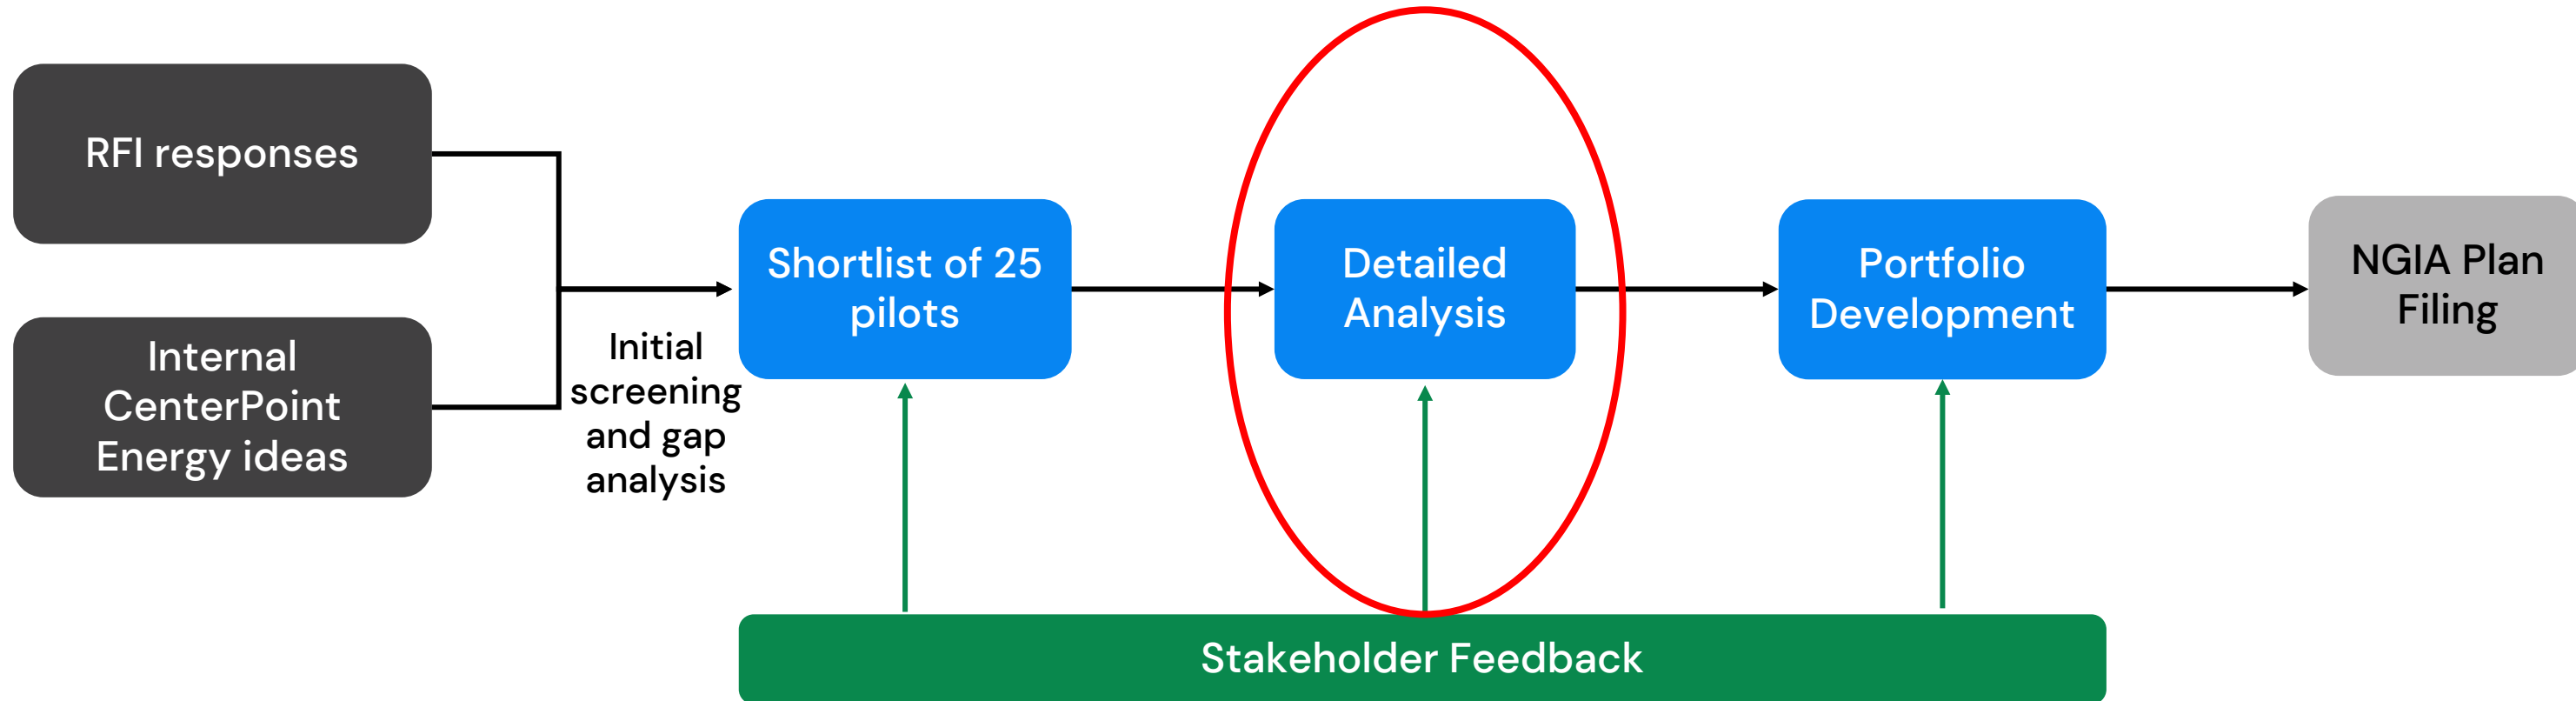 RFI responses
Internal
CenterPoint
Energy ideas
Initial
screening
and gap
analysis
Shortlist of 25
pilots
Detailed
Analysis
Portfolio
Development
NGIA Plan
Filing
Stakeholder Feedback